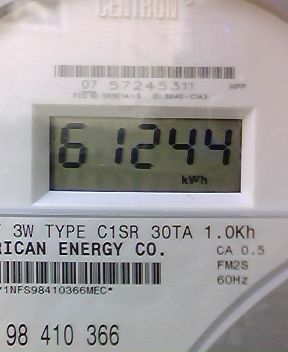 CENTRON®
07 57245311 HPF
61244
kWh
3W TYPE C1SR 30TA 1.0Kh
RICAN ENERGY CO. CA 0.5
FM2S
*1NFS98410366MEC* 60Hz
98 410 366